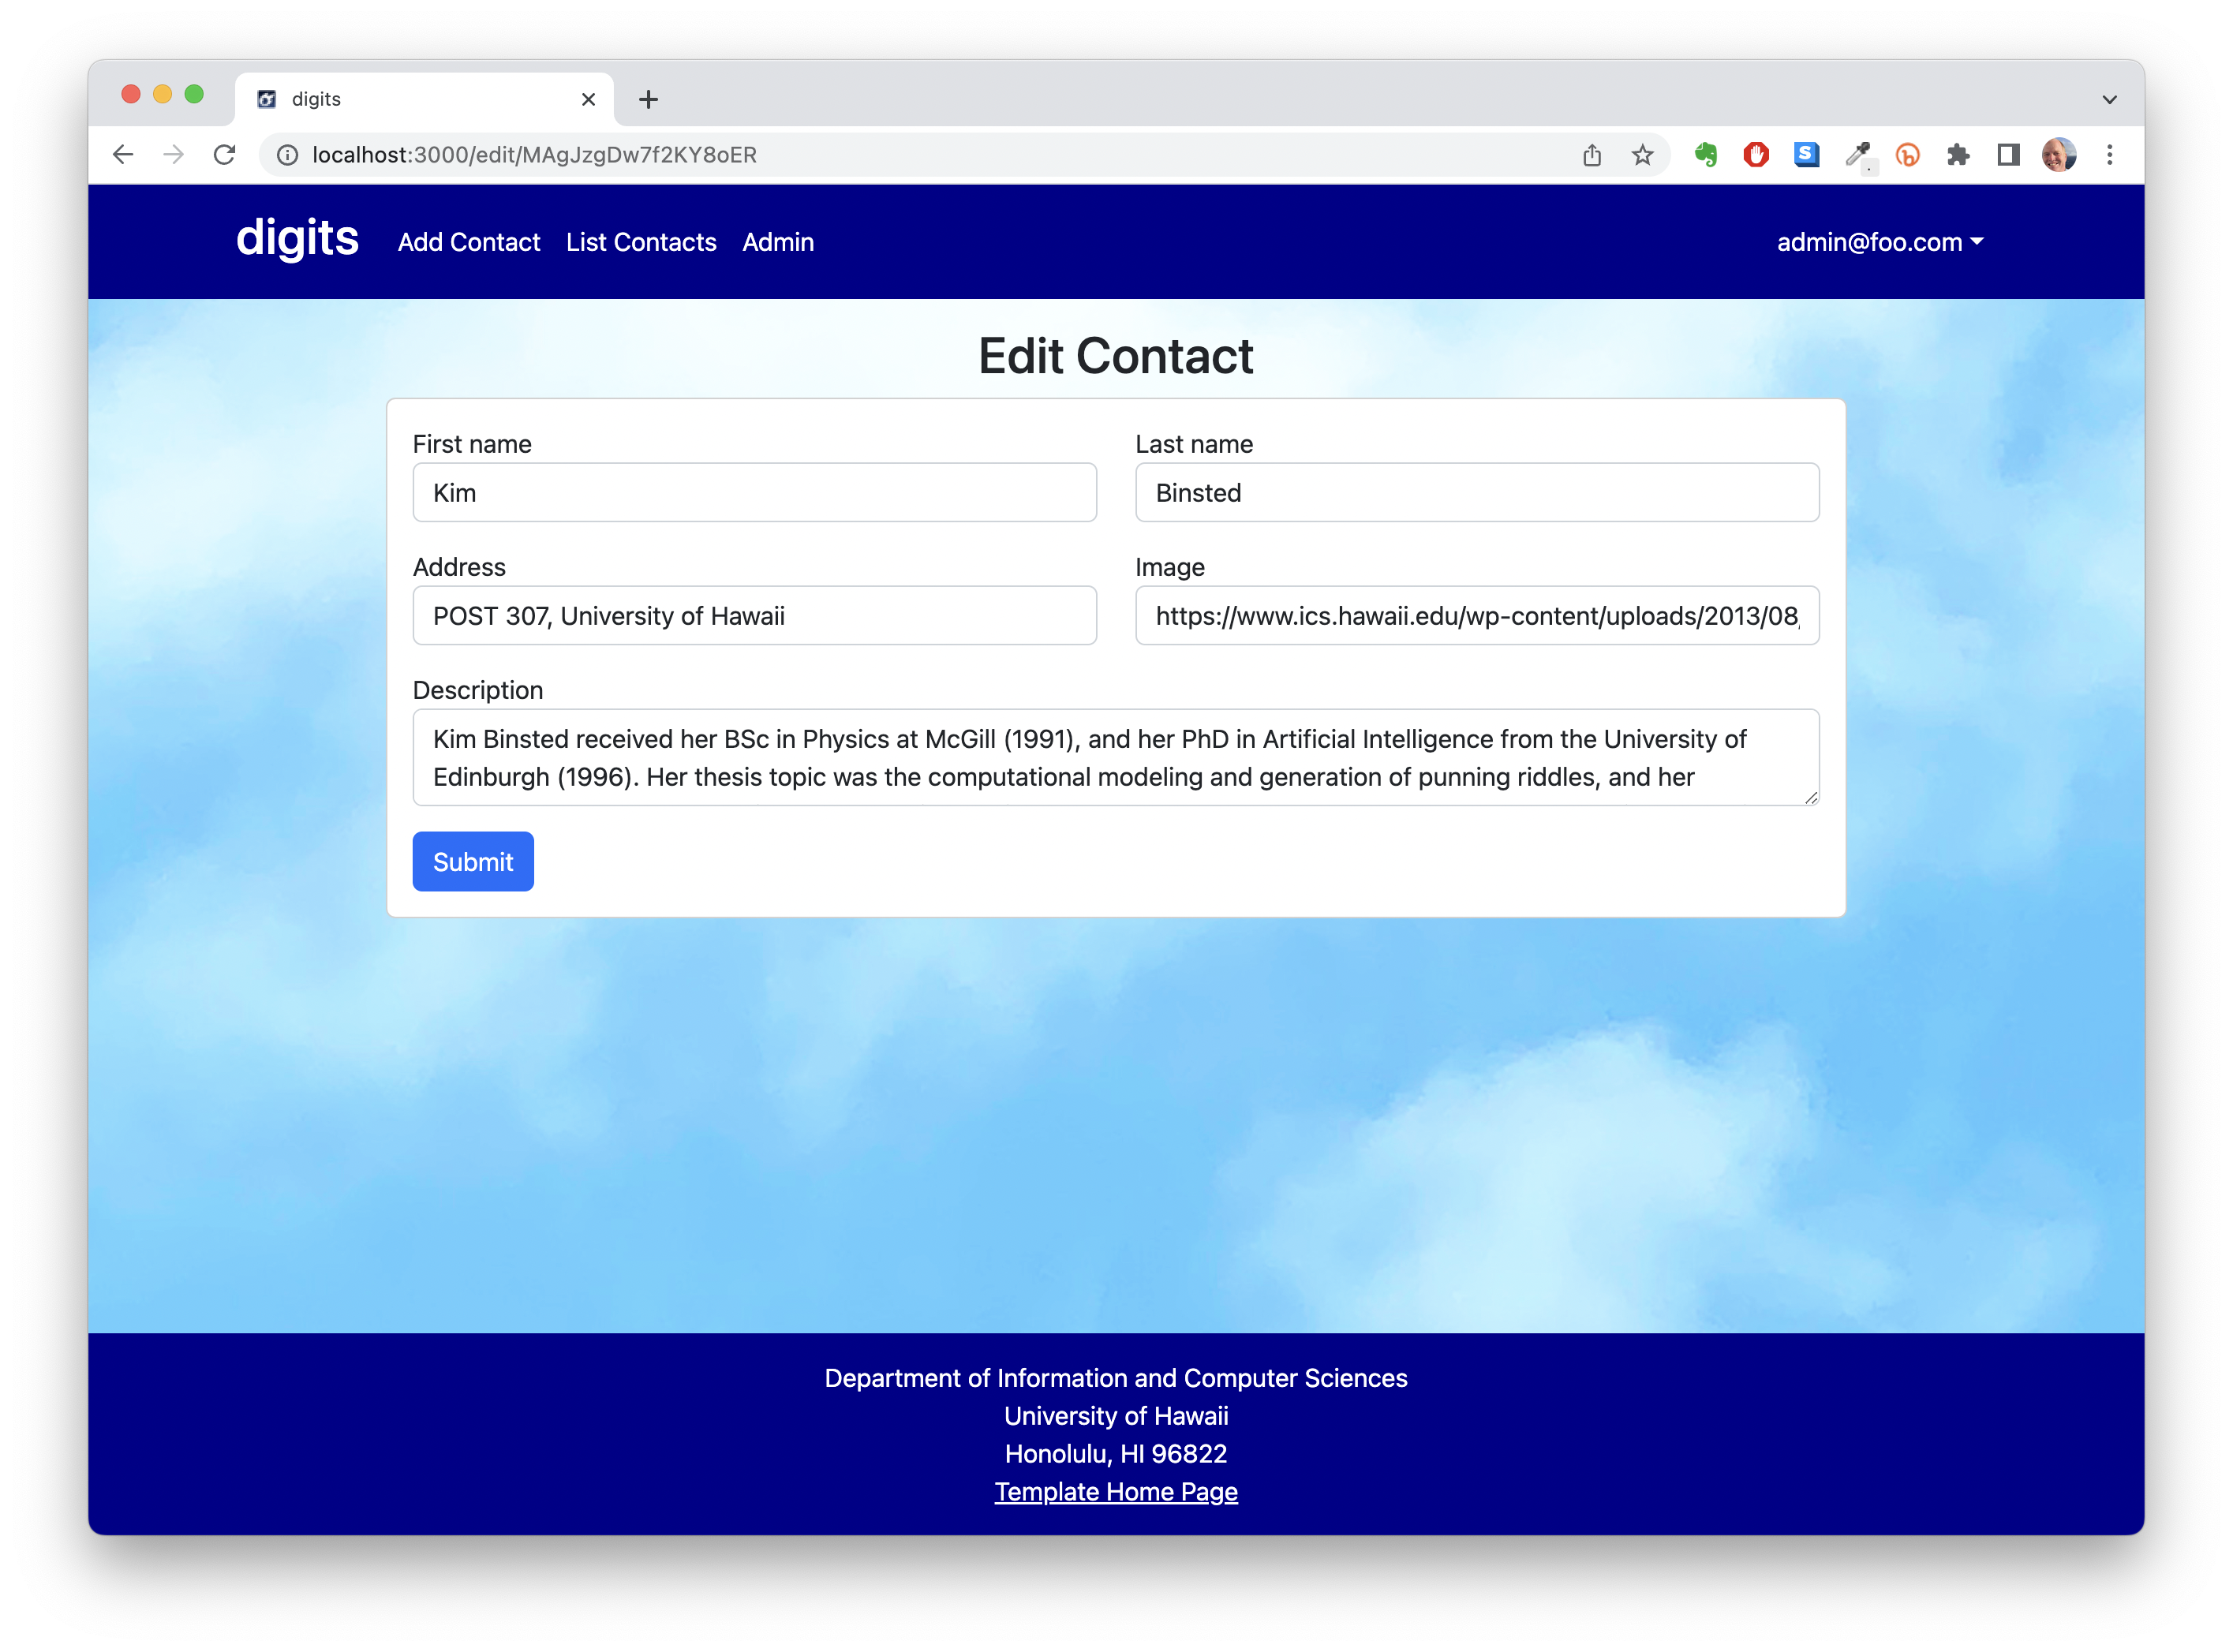 digits
localhost:3000/edit/MAgJzgDw7f2KY8oER
digits Add Contact List Contacts Admin admin@foo.com
Edit Contact
First name Last name
Kim Binsted
Address Image
POST 307, University of Hawaii https://www.ics.hawaii.edu/wp-content/uploads/2013/08/
Description
Kim Binsted received her BSc in Physics at McGill (1991), and her PhD in Artificial Intelligence from the University of
Edinburgh (1996). Her thesis topic was the computational modeling and generation of punning riddles, and her
Submit
Department of Information and Computer Sciences
University of Hawaii
Honolulu, HI 96822
Template Home Page